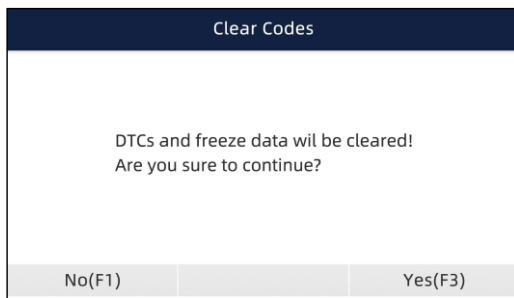 Clear Codes
DTCs and freeze data wil be cleared!
Are you sure to continue?
No(F1)
Yes(F3)